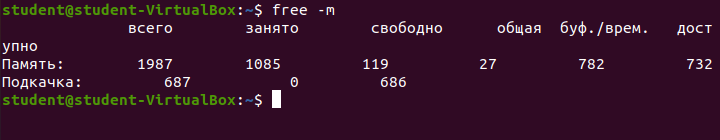 student@student-VirtualBox:~$ free -m
всего занято свободно общая буф./врем. дост
упно
Память: 1987 1085 119 27 782 732
Подкачка: 687 0 686
student@student-VirtualBox:~$